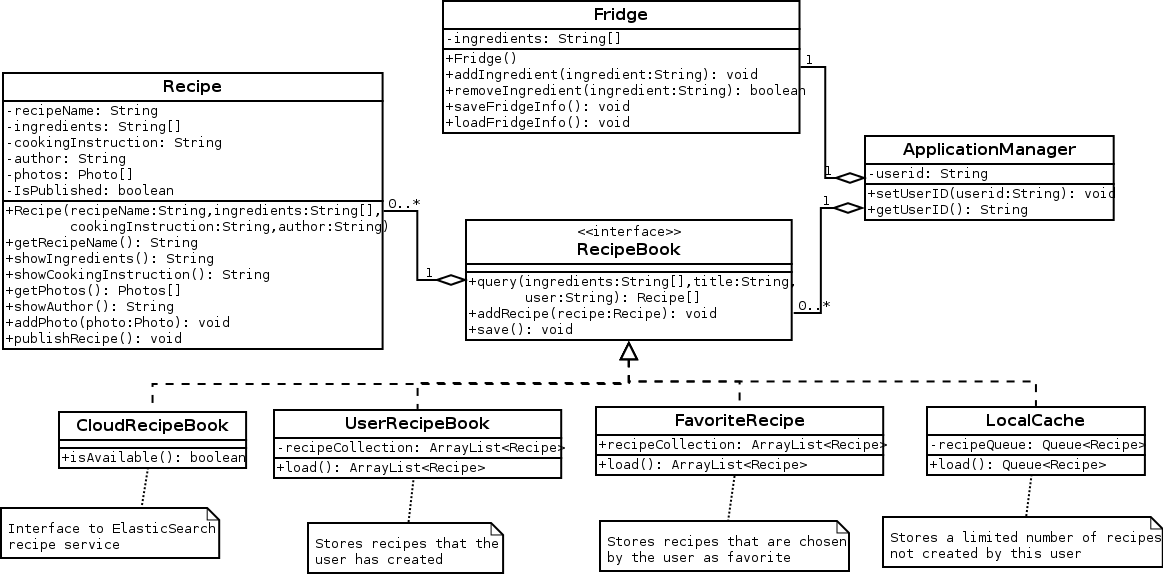 Fridge
-ingredients: String[]
+Fridge()
+addIngredient(ingredient:String): void
+removeIngredient(ingredient:String): boolean
+saveFridgeInfo(): void
+loadFridgeInfo(): void
1
Recipe
-recipeName: String
-ingredients: String[]
-cookingInstruction: String
-author: String
-photos: Photo[]
-IsPublished: boolean
+Recipe(recipeName:String,ingredients:String[],
cookingInstruction:String,author:String)
+getRecipeName(): String
+showIngredients(): String
+showCookingInstruction(): String
+getPhotos(): Photos[]
+showAuthor(): String
+addPhoto(photo:Photo): void
+publishRecipe(): void
0..*
1
ApplicationManager
-userid: String
+setUserID(userid:String): void
+getUserID(): String
1
1
<<interface>>
RecipeBook
+query(ingredients:String[],title:String,
user:String): Recipe[]
+addRecipe(recipe:Recipe): void
+save(): void
0..*
CloudRecipeBook
+isAvailable(): boolean
UserRecipeBook
-recipeCollection: ArrayList<Recipe>
+load(): ArrayList<Recipe>
FavoriteRecipe
+recipeCollection: ArrayList<Recipe>
+load(): ArrayList<Recipe>
LocalCache
-recipeQueue: Queue<Recipe>
+load(): Queue<Recipe>
Interface to ElasticSearch
recipe service
Stores recipes that the
user has created
Stores recipes that are chosen
by the user as favorite
Stores a limited number of recipes
not created by this user